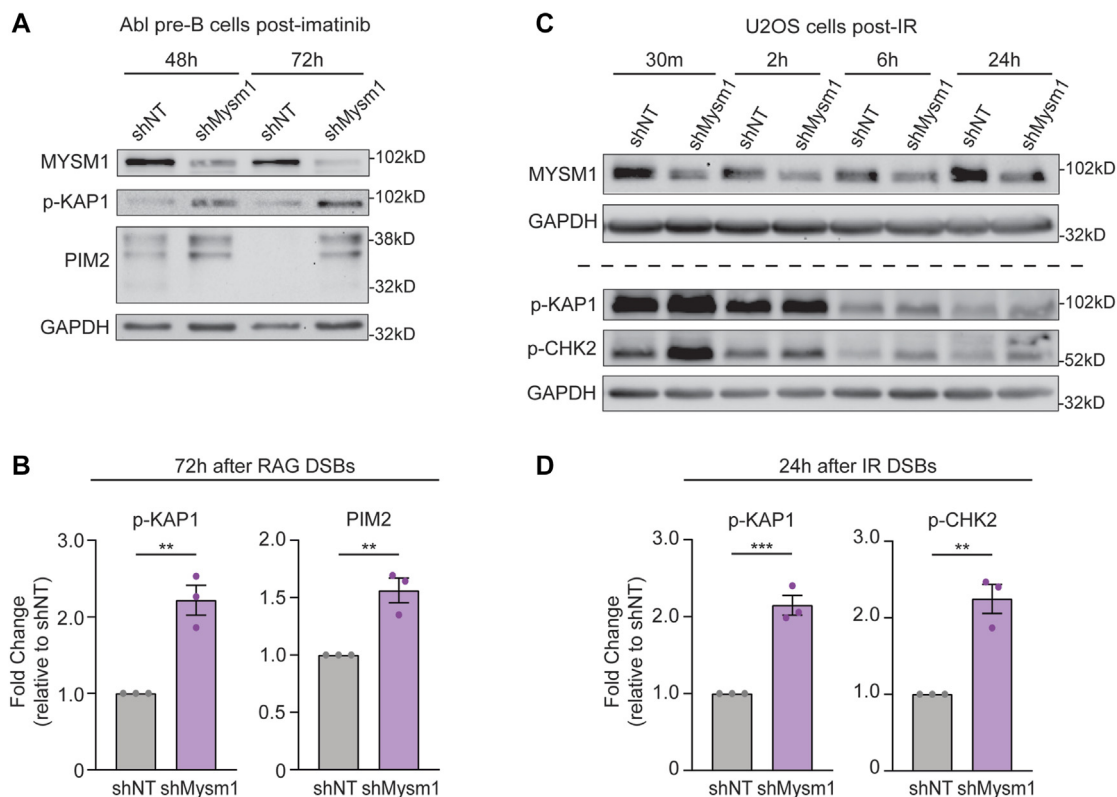 A
Abl pre-B cells post-imatinib
48h 72h
shNT shMysm1 shNT shMysm1
MYSM1 -102kD
p-KAP1 -102kD
PIM2 -38kD
-32kD
GAPDH -32kD
C
U2OS cells post-IR
30m 2h 6h 24h
shNT shMysm1 shNT shMysm1 shNT shMysm1 shNT shMysm1
MYSM1 -102kD
GAPDH -32kD
p-KAP1 -102kD
p-CHK2 -52kD
GAPDH -32kD
B
72h after RAG DSBs
p-KAP1
Fold Change
(relative to shNT)
3.0
2.0
1.0
0
**
shNT shMysm1
PIM2
2.0
1.5
1.0
0.5
0
**
shNT shMysm1
D
24h after IR DSBs
p-KAP1
Fold Change
(relative to shNT)
3.0
2.0
1.0
0
***
shNT shMysm1
p-CHK2
3.0
2.0
1.0
0
**
shNT shMysm1